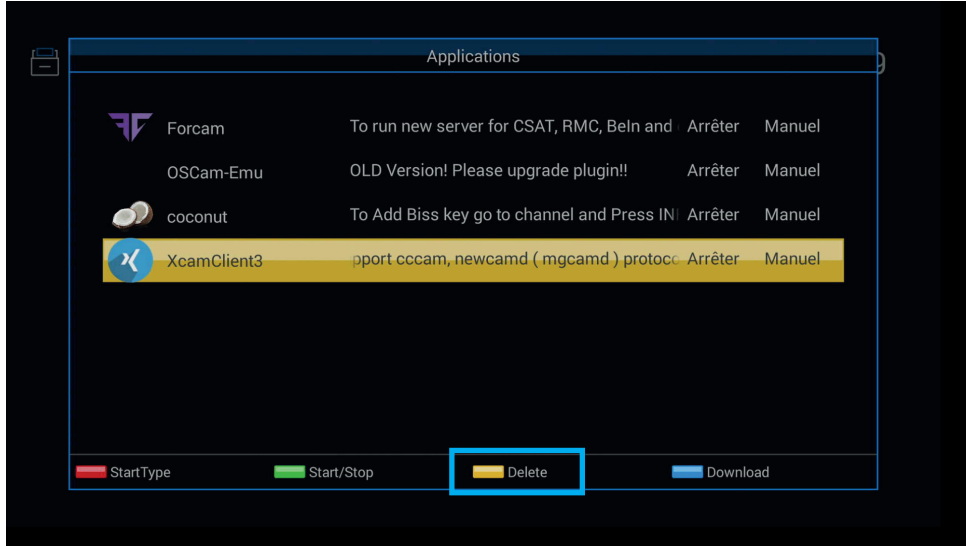 Applications
Forcam To run new server for CSAT, RMC, BeIn and Arrêter Manuel
OSCam-Emu OLD Version! Please upgrade plugin!! Arrêter Manuel
coconut To Add Biss key go to channel and Press IN Arrêter Manuel
XcamClient3 pport cccam, newcamd ( mgcamd ) protoco Arrêter Manuel
StartType Start/Stop Delete Download